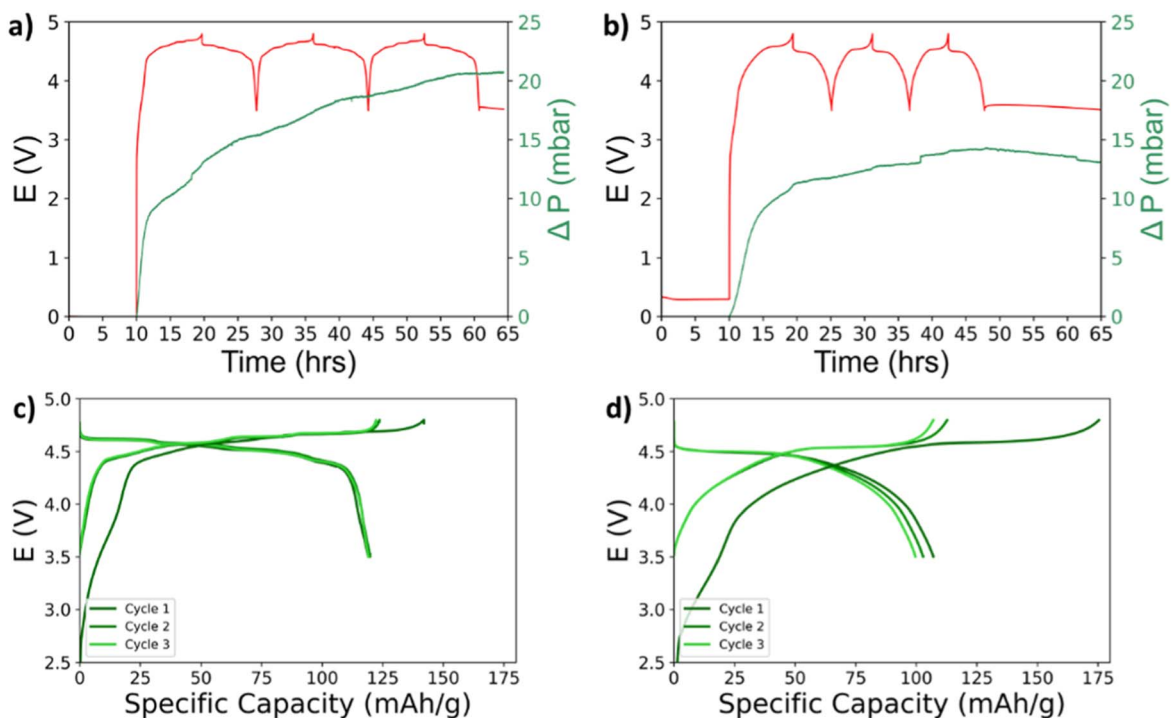 a)
5
4
3
2
1
0
E (V)
25
20
15
10
5
0
Δ P (mbar)
0 5 10 15 20 25 30 35 40 45 50 55 60 65
Time (hrs)
b)
5
4
3
2
1
0
E (V)
25
20
15
10
5
0
Δ P (mbar)
0 5 10 15 20 25 30 35 40 45 50 55 60 65
Time (hrs)
c)
5.0
4.5
4.0
3.5
3.0
2.5
E (V)
Cycle 1
Cycle 2
Cycle 3
0 25 50 75 100 125 150 175
Specific Capacity (mAh/g)
d)
5.0
4.5
4.0
3.5
3.0
2.5
E (V)
Cycle 1
Cycle 2
Cycle 3
0 25 50 75 100 125 150 175
Specific Capacity (mAh/g)